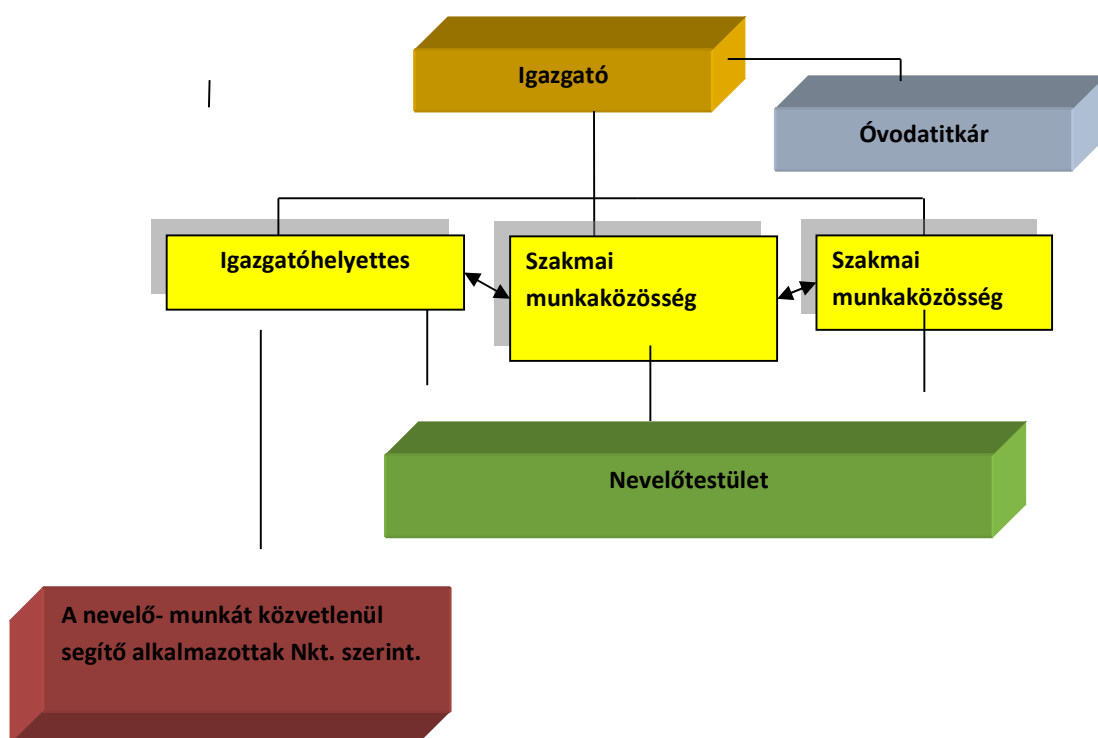 Igazgató
Óvodatitkár
Igazgatóhelyettes
Szakmai
munkaközösség
Szakmai
munkaközösség
Nevelőtestület
A nevelő- munkát közvetlenül
segítő alkalmazottak Nkt. szerint.